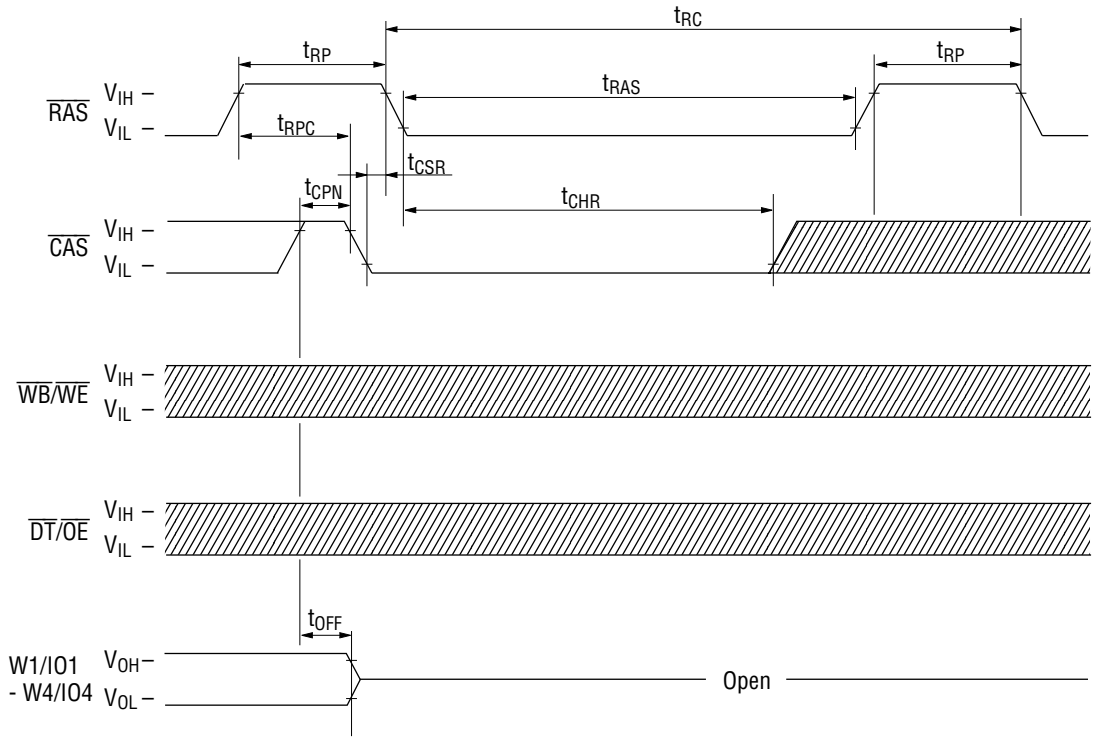 tRC
tRP
tRP
RAS
VIH –
VIL –
tRAS
tRPC
tCSR
tCPN
tCHR
CAS
VIH –
VIL –
WB/WE
VIH –
VIL –
DT/OE
VIH –
VIL –
tOFF
W1/IO1
- W4/IO4
VOH –
VOL –
Open